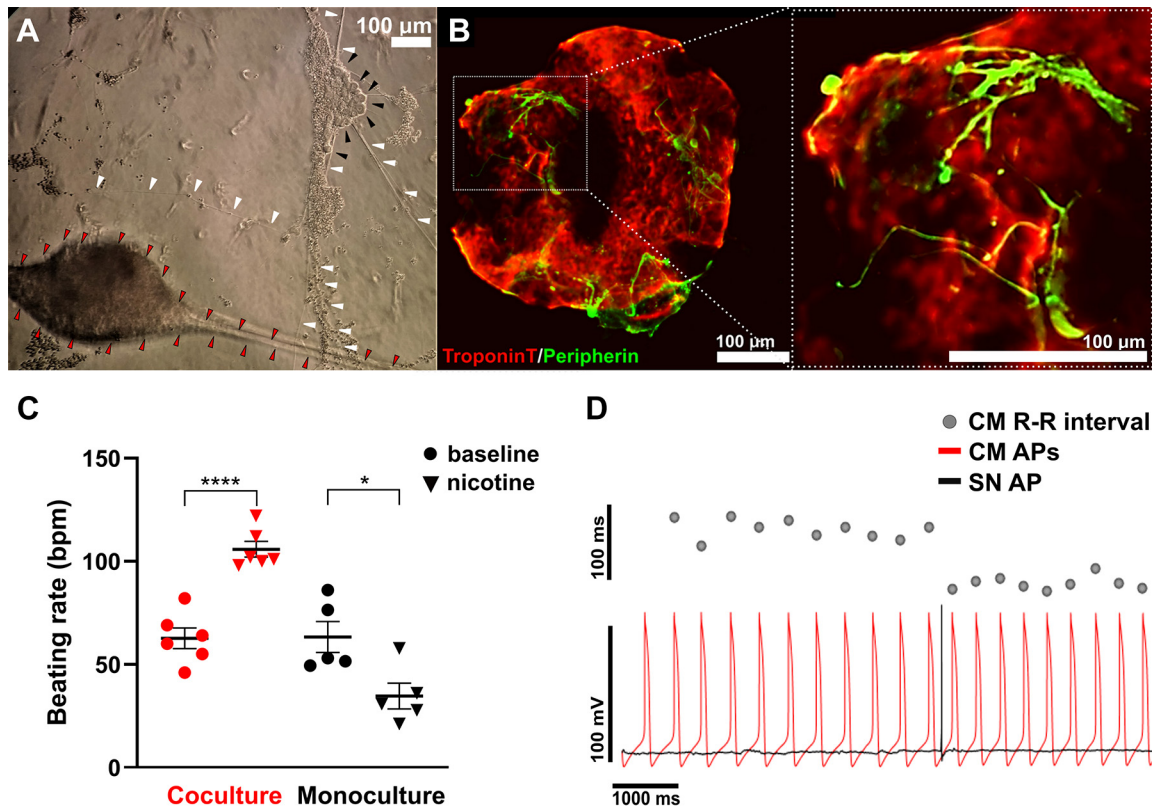 A
100 µm
B
TroponinT/Peripherin
100 µm
100 µm
C
Beating rate (bpm)
150
100
50
0
****
*
baseline
nicotine
Coculture
Monoculture
D
CM R-R interval
CM APs
SN AP
100 ms
100 mV
1000 ms